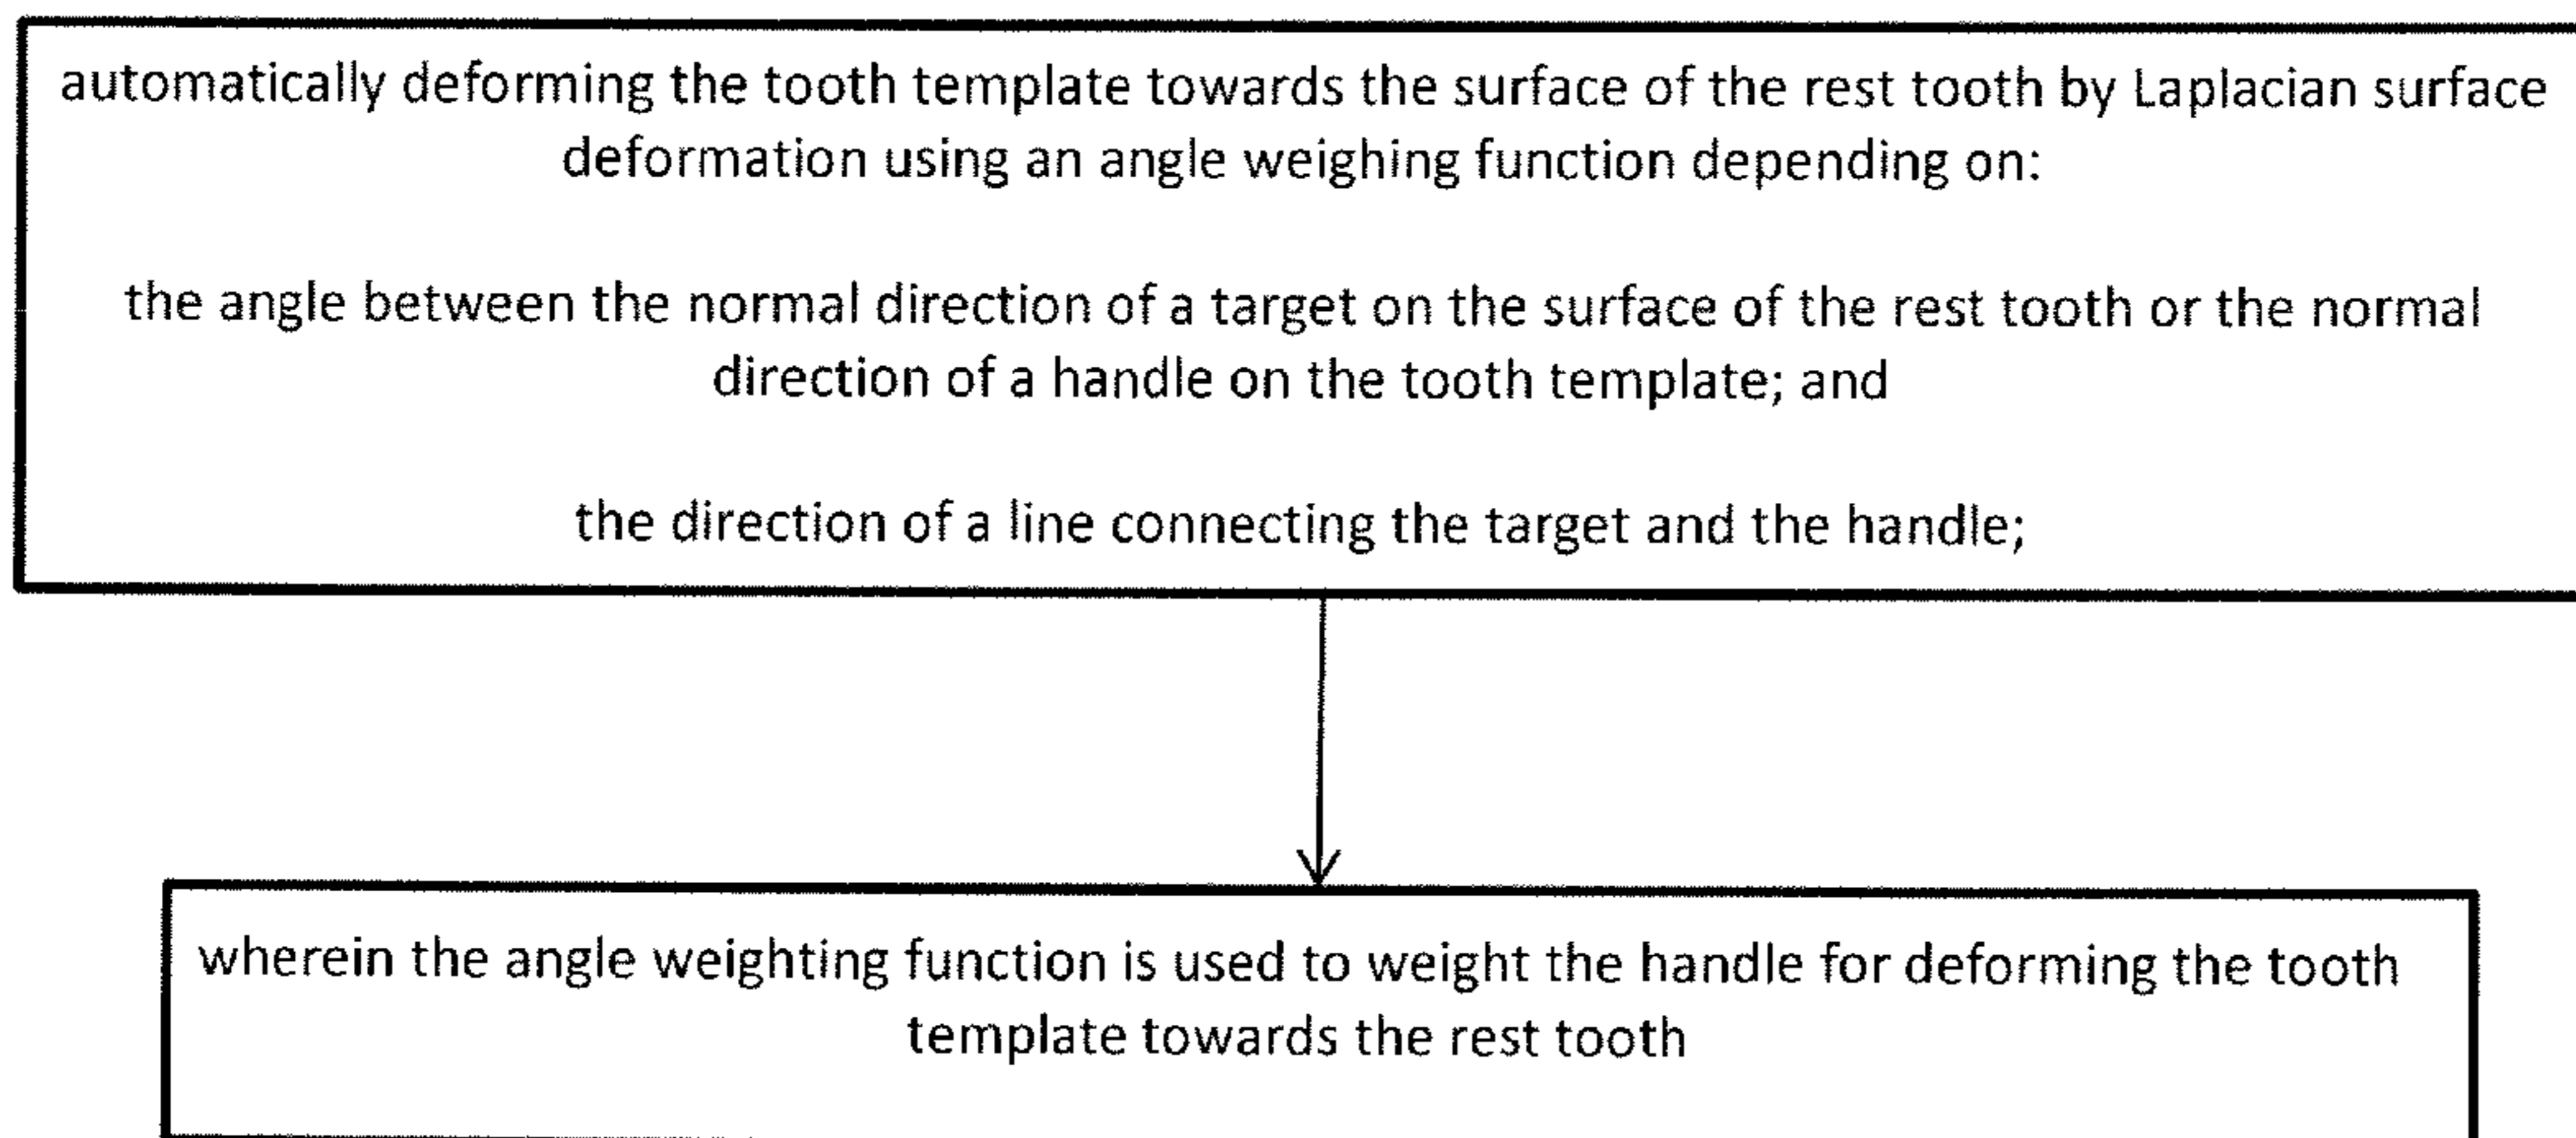 automatically deforming the tooth template towards the surface of the rest tooth by Laplacian surface
deformation using an angle weighing function depending on:
the angle between the normal direction of a target on the surface of the rest tooth or the normal
direction of a handle on the tooth template; and
the direction of a line connecting the target and the handle;
wherein the angle weighting function is used to weight the handle for deforming the tooth
template towards the rest tooth